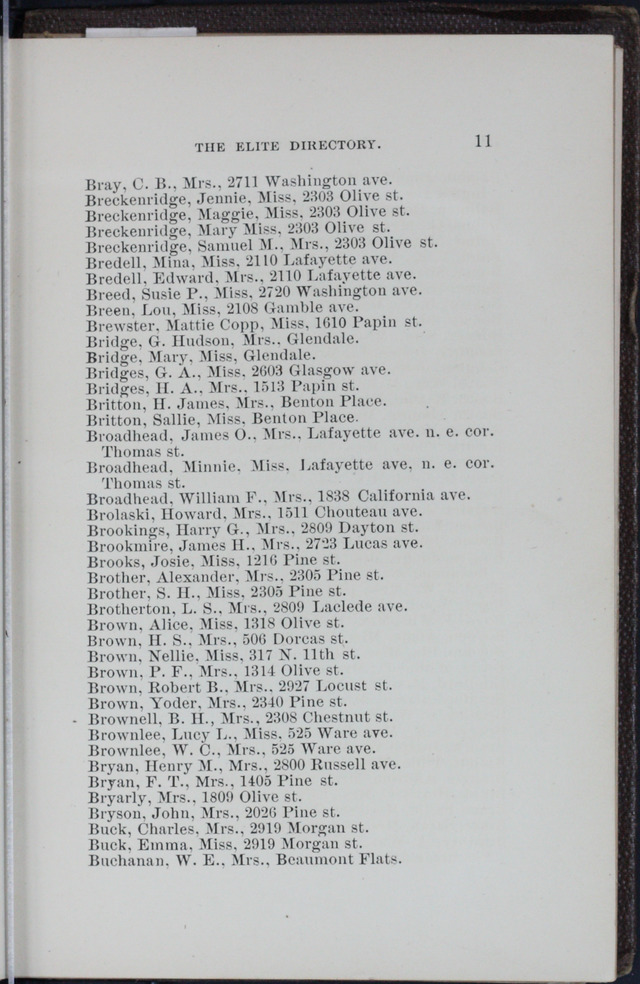 THE ELITE DIRECTORY. 11
Bray, C. B., Mrs., 2711 Washington ave.
Breckenridge, Jennie, Miss, 2303 Olive st.
Breckenridge, Maggie, Miss, 2303 Olive st.
Breckenridge, Mary Miss, 2303 Olive st.
Breckenridge, Samuel M., Mrs., 2303 Olive st.
Bredell, Mina, Miss, 2110 Lafayette ave.
Bredell, Edward, Mrs., 2110 Lafayette ave.
Breed, Susie P., Miss, 2720 Washington ave.
Breen, Lou, Miss, 2108 Gamble ave.
Brewster, Mattie Copp, Miss, 1610 Papin st.
Bridge, G. Hudson, Mrs., Glendale.
Bridge, Mary, Miss, Glendale.
Bridges, G. A., Miss, 2603 Glasgow ave.
Bridges, H. A., Mrs., 1513 Papin st.
Britton, H. James, Mrs., Benton Place.
Britton, Sallie, Miss, Benton Place.
Broadhead, James O., Mrs., Lafayette ave. n. e. cor.
Thomas st.
Broadhead, Minnie, Miss, Lafayette ave, n. e. cor.
Thomas st.
Broadhead, William F., Mrs., 1838 California ave.
Brolaski, Howard, Mrs., 1511 Chouteau ave.
Brookings, Harry G., Mrs., 2809 Dayton st.
Brookmire, James H., Mrs., 2723 Lucas ave.
Brooks, Josie, Miss, 1216 Pine st.
Brother, Alexander, Mrs., 2305 Pine st.
Brother, S. H., Miss, 2305 Pine st.
Brotherton, L. S., Mrs., 2809 Laclede ave.
Brown, Alice, Miss, 1318 Olive st.
Brown, H. S., Mrs., 506 Dorcas st.
Brown, Nellie, Miss, 317 N. 11th st.
Brown, P. F., Mrs., 1314 Olive st.
Brown, Robert B., Mrs., 2927 Locust st.
Brown, Yoder, Mrs., 2340 Pine st.
Brownell, B. H., Mrs., 2308 Chestnut st.
Brownlee, Lucy L., Miss, 525 Ware ave.
Brownlee, W. C., Mrs., 525 Ware ave.
Bryan, Henry M., Mrs., 2800 Russell ave.
Bryan, F. T., Mrs., 1405 Pine st.
Bryarly, Mrs., 1809 Olive st.
Bryson, John, Mrs., 2026 Pine st.
Buck, Charles, Mrs., 2919 Morgan st.
Buck, Emma, Miss, 2919 Morgan st.
Buchanan, W. E., Mrs., Beaumont Flats.